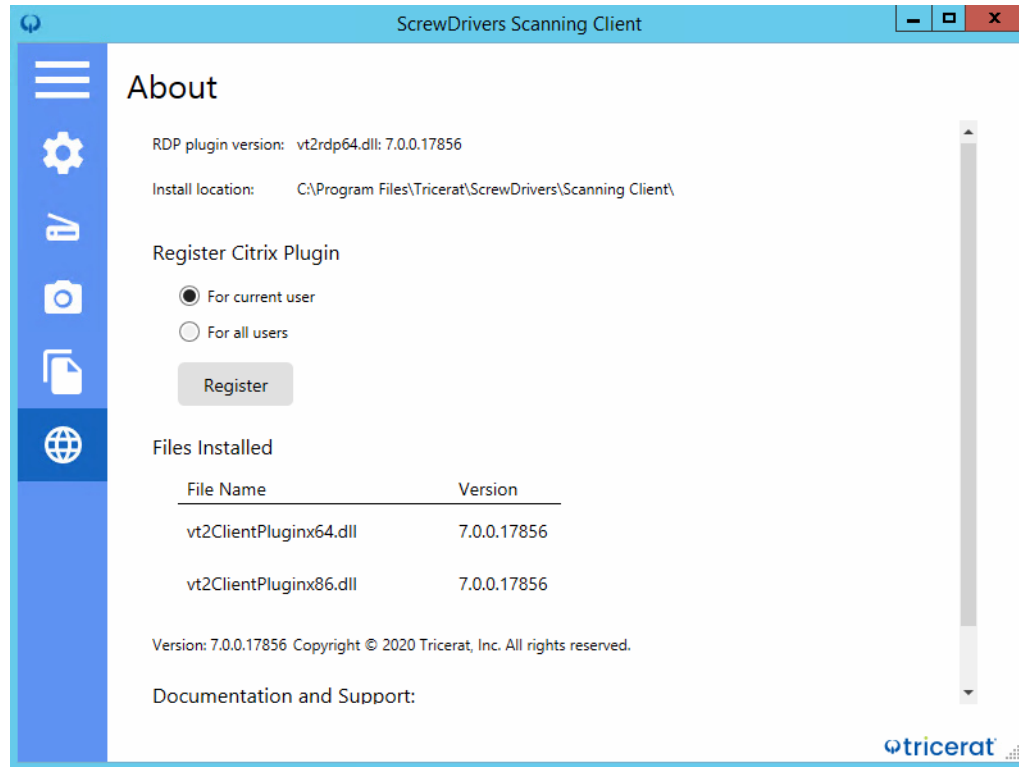 ScrewDrivers Scanning Client
About
RDP plugin version: vt2rdp64.dll: 7.0.0.17856
Install location: C:\Program Files\Tricerat\ScrewDrivers\Scanning Client\
Register Citrix Plugin
For current user
For all users
Register
Files Installed
File Name Version
vt2ClientPluginx64.dll 7.0.0.17856
vt2ClientPluginx86.dll 7.0.0.17856
Version: 7.0.0.17856 Copyright © 2020 Tricerat, Inc. All rights reserved.
Documentation and Support:
tricerat